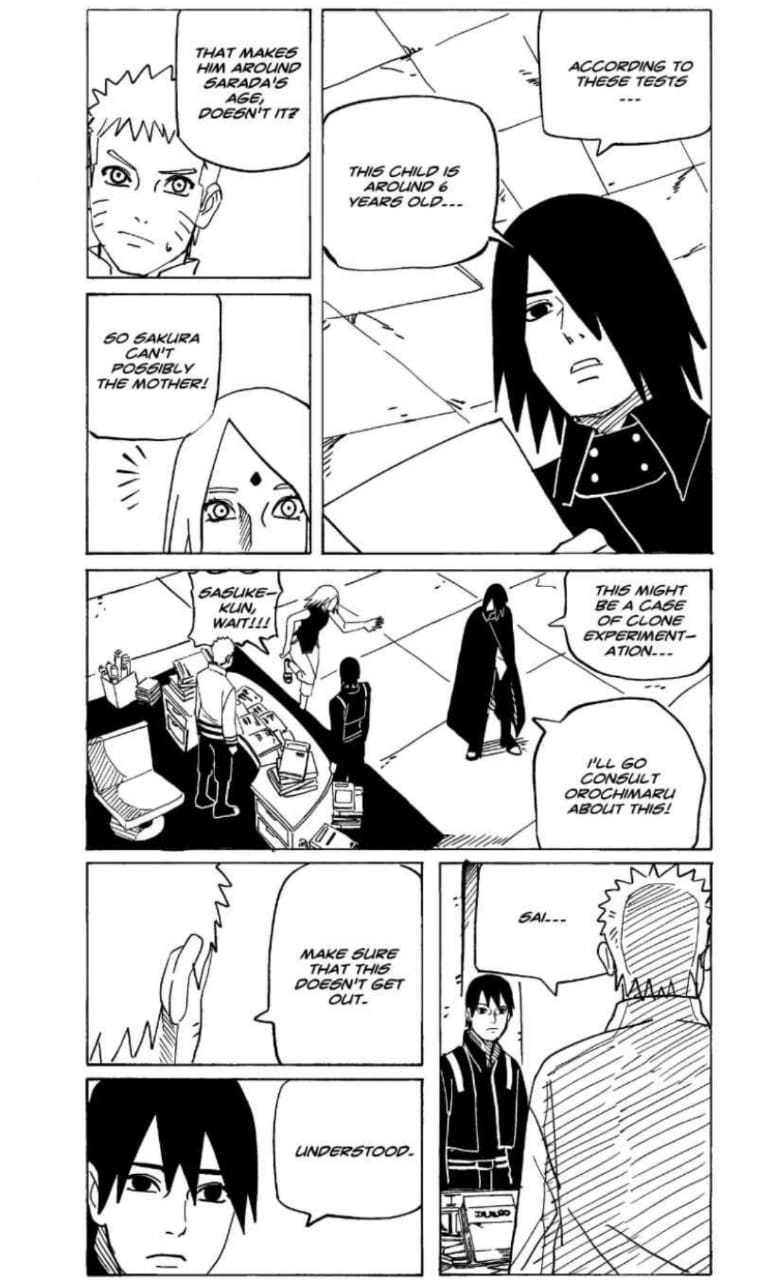 ACCORDING TO
THESE TESTS
---
THIS CHILD IS
AROUND 6
YEARS OLD---
THAT MAKES
HIM AROUND
SARADA'S
AGE,
DOESN'T IT?
SO SAKURA
CAN'T
POSSIBLY
THE MOTHER!
THIS MIGHT
BE A CASE
OF CLONE
EXPERIMENT-
ATION---
I'LL GO
CONSULT
OROCHIMARU
ABOUT THIS!
SASUKE-
KUN,
WAIT!!!
SAI---
MAKE SURE
THAT THIS
DOESN'T GET
OUT.
UNDERSTOOD.